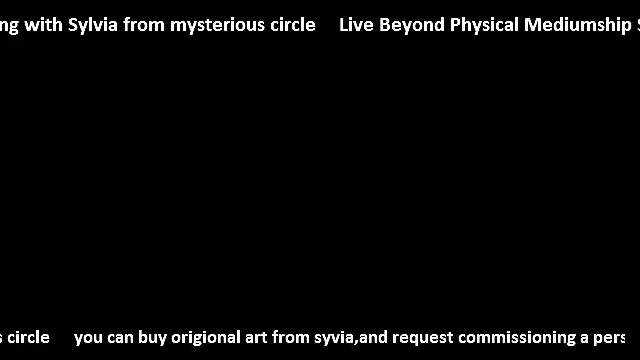 ng with Sylvia from mysterious circle     Live Beyond Physical Mediumship S
s circle     you can buy origional art from syvia,and request commissioning a pers